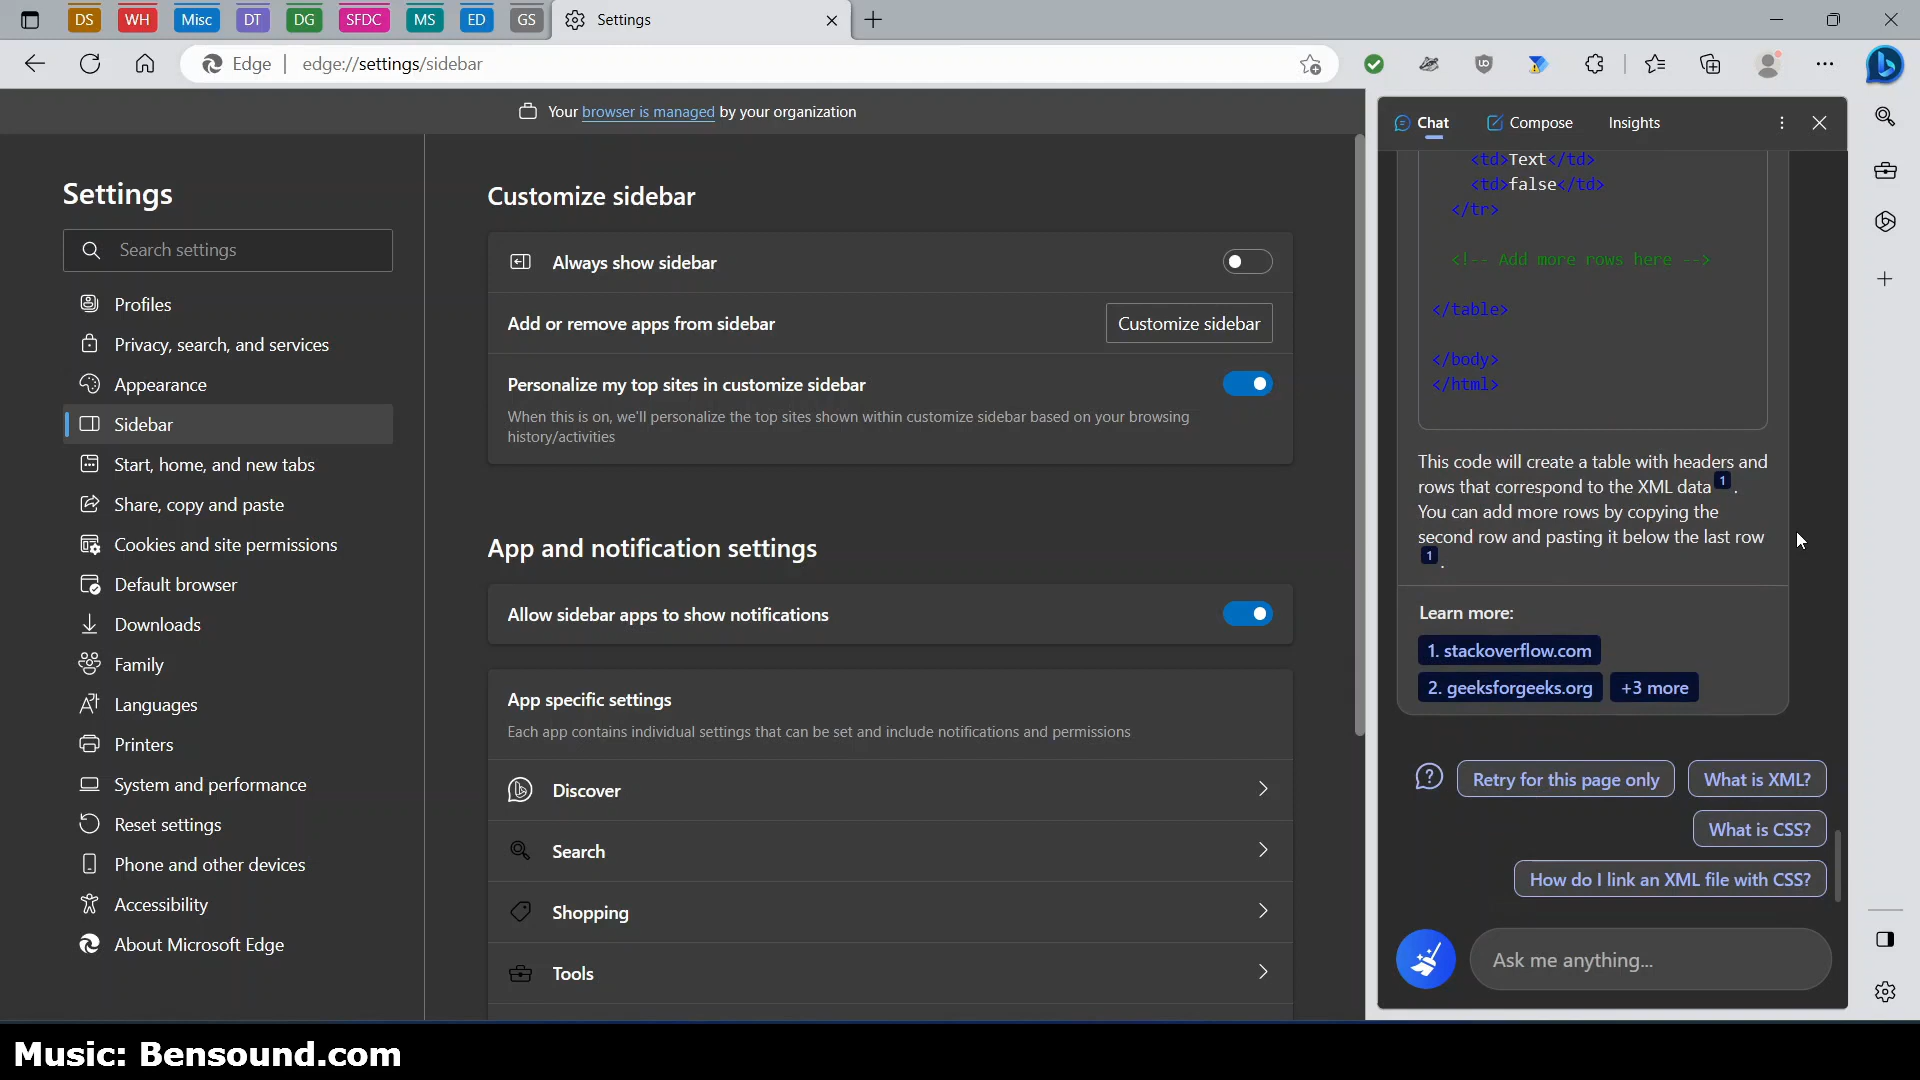 DS
WH
Misc
DT
DG
SFDC
MS
ED
GS
Settings
Edge
edge://settings/sidebar
Your browser is managed by your organization
Settings
Search settings
Profiles
Privacy, search, and services
Appearance
Sidebar
Start, home, and new tabs
Share, copy and paste
Cookies and site permissions
Default browser
Downloads
Family
Languages
Printers
System and performance
Reset settings
Phone and other devices
Accessibility
About Microsoft Edge
Customize sidebar
Always show sidebar
Add or remove apps from sidebar
Customize sidebar
Personalize my top sites in customize sidebar
When this is on, we'll personalize the top sites shown within customize sidebar based on your browsing
history/activities
App and notification settings
Allow sidebar apps to show notifications
App specific settings
Each app contains individual settings that can be set and include notifications and permissions
Discover
Search
Shopping
Tools
Chat
Compose
Insights
<td>Text</td>
<td>false</td>
</tr>
<!-- Add more rows here -->
</table>
</body>
</html>
This code will create a table with headers and
rows that correspond to the XML data 1 .
You can add more rows by copying the
second row and pasting it below the last row
1 .
Learn more:
1. stackoverflow.com
2. geeksforgeeks.org +3 more
Retry for this page only
What is XML?
What is CSS?
How do I link an XML file with CSS?
Ask me anything...
Music: Bensound.com